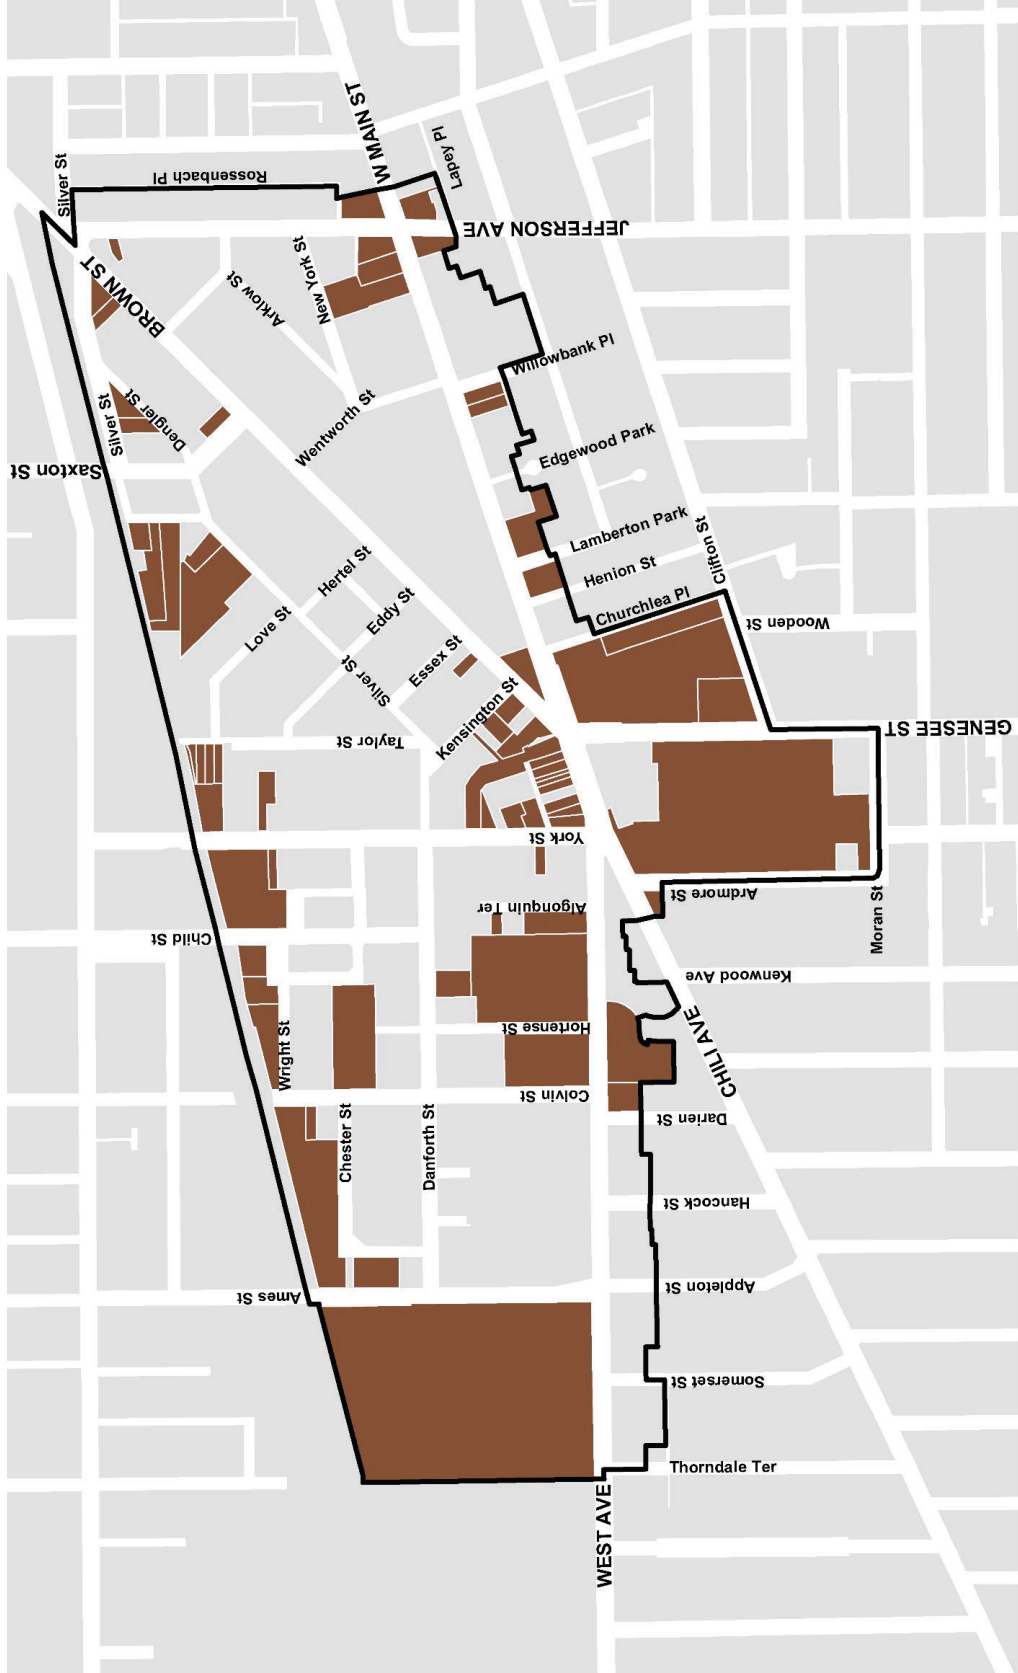 Silver St
Rossenbach Pl
W MAIN ST
Lapey Pl
JEFFERSON AVE
BROWN ST
Arklow St
New York St
Willowbank Pl
Silver St
Dengler St
Wentworth St
Saxton St
Edgewood Park
Lamberton Park
Clifton St
Henion St
Hertel St
Churchlea Pl
Eddy St
Love St
Wooden St
Essex St
Silver St
Kensington St
GENESEE ST
Taylor St
York St
Ardmore St
Algonquin Ter
Moran St
Child St
Kenwood Ave
Hortense St
Wright St
CHILI AVE
Colvin St
Darien St
Chester St
Danforth St
Hancock St
Appleton St
Ames St
Somerset St
Thorndale Ter
WEST AVE